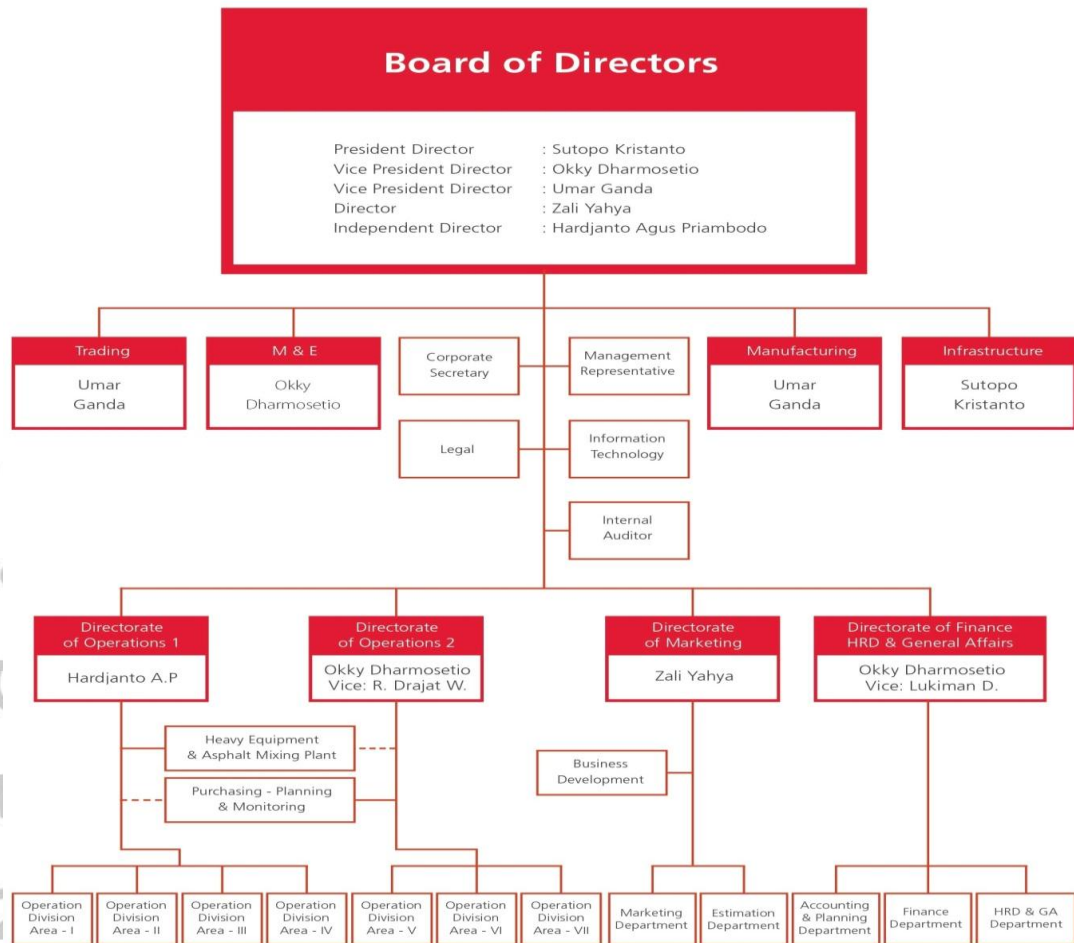 Board of Directors
President Director : Sutopo Kristanto
Vice President Director : Okky Dharmosetio
Vice President Director : Umar Ganda
Director : Zali Yahya
Independent Director : Hardjanto Agus Priambodo
Trading
Umar
Ganda
M & E
Okky
Dharmosetio
Corporate
Secretary
Management
Representative
Manufacturing
Umar
Ganda
Infrastructure
Sutopo
Kristanto
Legal
Information
Technology
Internal
Auditor
Directorate
of Operations 1
Hardjanto A.P
Directorate
of Operations 2
Okky Dharmosetio
Vice: R. Drajat W.
Directorate
of Marketing
Zali Yahya
Directorate of Finance
HRD & General Affairs
Okky Dharmosetio
Vice: Lukiman D.
Heavy Equipment
& Asphalt Mixing Plant
Purchasing - Planning
& Monitoring
Business
Development
Operation
Division
Area - I
Operation
Division
Area - II
Operation
Division
Area - III
Operation
Division
Area - IV
Operation
Division
Area - V
Operation
Division
Area - VI
Operation
Division
Area - VII
Marketing
Department
Estimation
Department
Accounting
& Planning
Department
Finance
Department
HRD & GA
Department